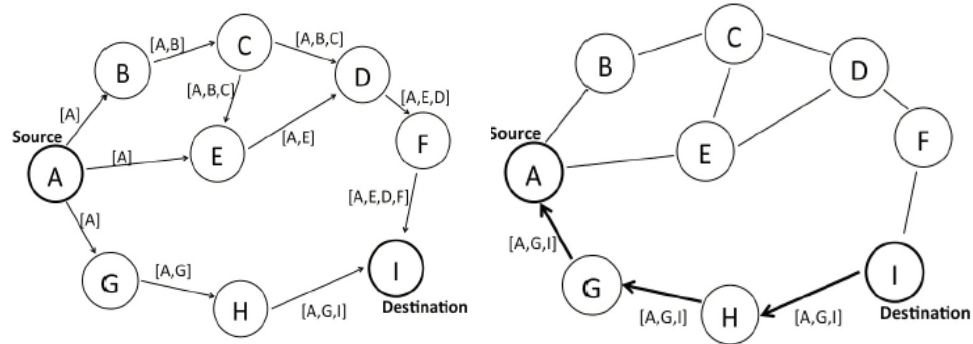 [A,B]
C
[A,B,C]
B
D
[A,B,C]
[A]
[A,E,D]
Source
E
[A,E]
F
[A]
A
[A,E,D,F]
[A]
G
[A,G]
I
H
[A,G,I]
Destination
C
B
D
Source
E
F
A
[A,G,I]
G
I
H
[A,G,I]
[A,G,I]
Destination